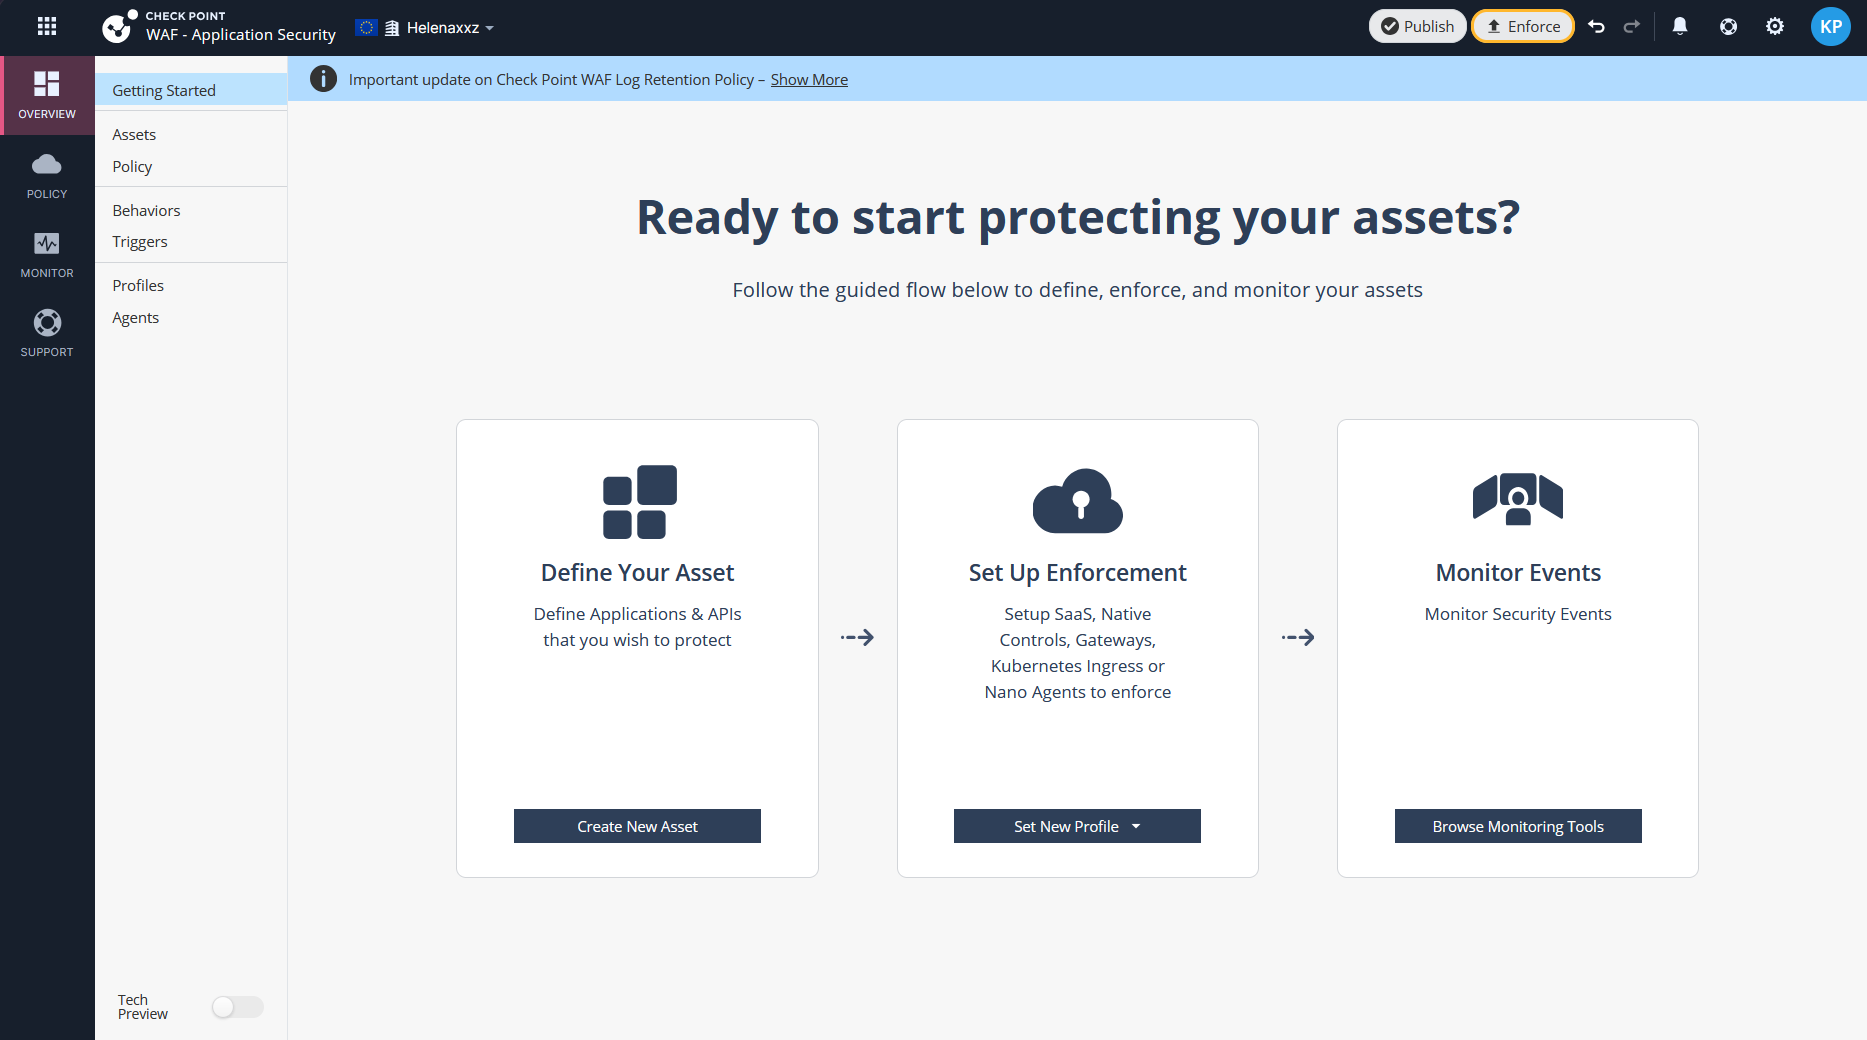 CHECK POINT
WAF - Application Security
Helenaxxz
Publish
Enforce
KP
OVERVIEW
POLICY
MONITOR
SUPPORT
Getting Started
Assets
Policy
Behaviors
Triggers
Profiles
Agents
Tech
Preview
Important update on Check Point WAF Log Retention Policy – Show More
Ready to start protecting your assets?
Follow the guided flow below to define, enforce, and monitor your assets
Define Your Asset
Define Applications & APIs
that you wish to protect
Create New Asset
Set Up Enforcement
Setup SaaS, Native
Controls, Gateways,
Kubernetes Ingress or
Nano Agents to enforce
Set New Profile
Monitor Events
Monitor Security Events
Browse Monitoring Tools